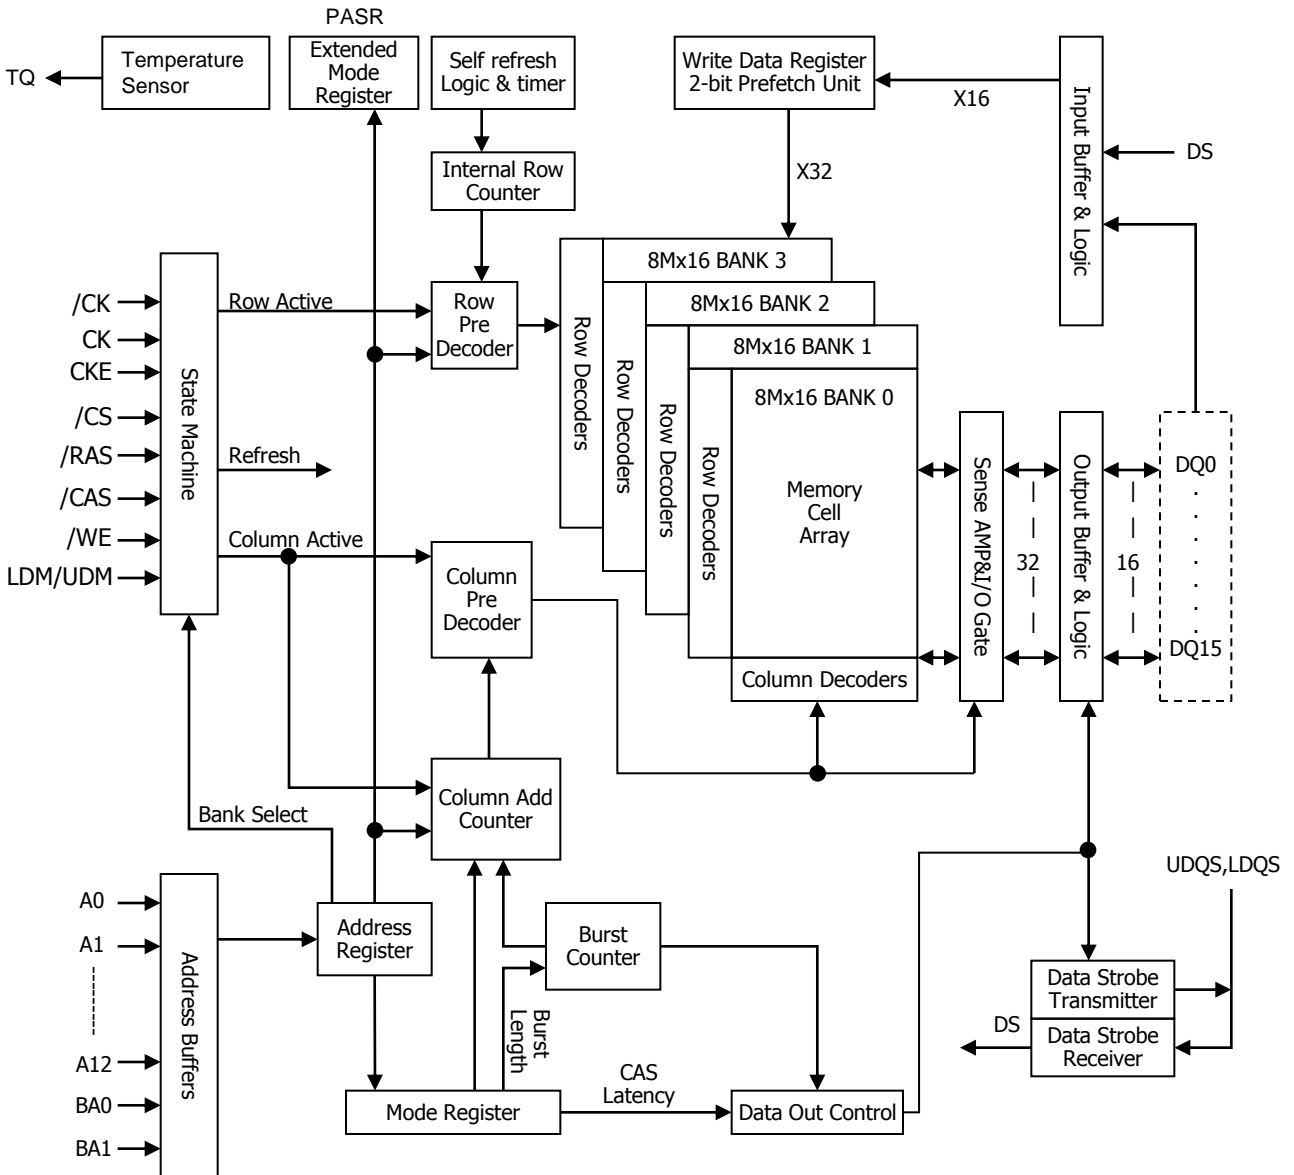 PASR
TQ
Temperature
Sensor
Extended
Mode
Register
Self refresh
Logic & timer
Write Data Register
2-bit Prefetch Unit
X16
Input Buffer & Logic
DS
Internal Row
Counter
X32
/CK
CK
CKE
/CS
/RAS
/CAS
/WE
LDM/UDM
State Machine
Row Active
Refresh
Column Active
Row
Pre
Decoder
Row Decoders
Row Decoders
Row Decoders
Row Decoders
8Mx16 BANK 3
8Mx16 BANK 2
8Mx16 BANK 1
8Mx16 BANK 0
Memory
Cell
Array
Column Decoders
Sense AMP&I/O Gate
32
Output Buffer & Logic
16
DQ0
DQ15
Column
Pre
Decoder
Column Add
Counter
Bank Select
A0
A1
A12
BA0
BA1
Address Buffers
Address
Register
Burst
Counter
Burst
Length
Mode Register
CAS
Latency
Data Out Control
UDQS,LDQS
Data Strobe
Transmitter
DS
Data Strobe
Receiver